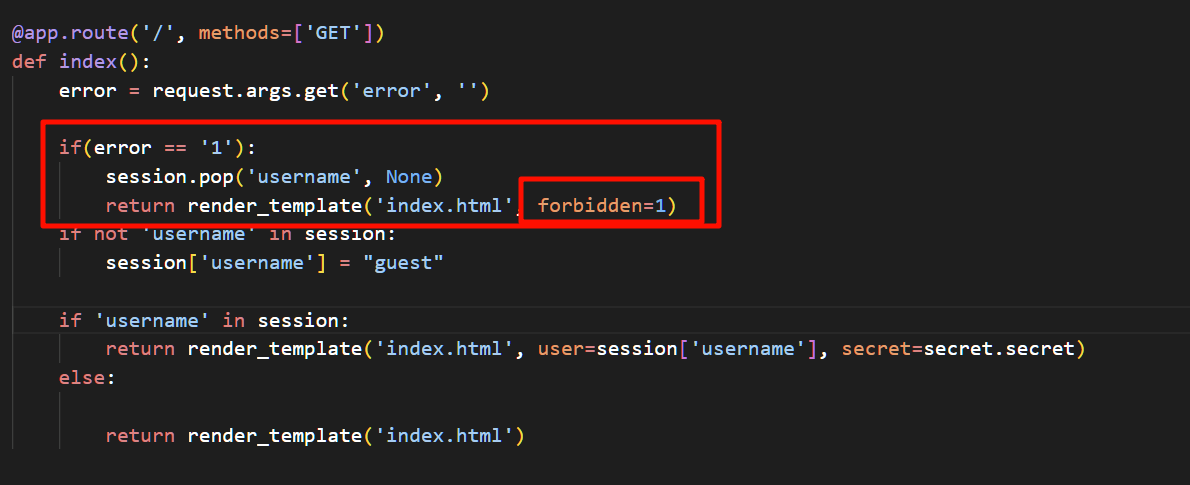 @app.route('/', methods=['GET'])
def index():
    error = request.args.get('error', '')
    if(error == '1'):
        session.pop('username', None)
        return render_template('index.html', forbidden=1)
    if not 'username' in session:
        session['username'] = "guest"
    if 'username' in session:
        return render_template('index.html', user=session['username'], secret=secret.secret)
    else:
        return render_template('index.html')